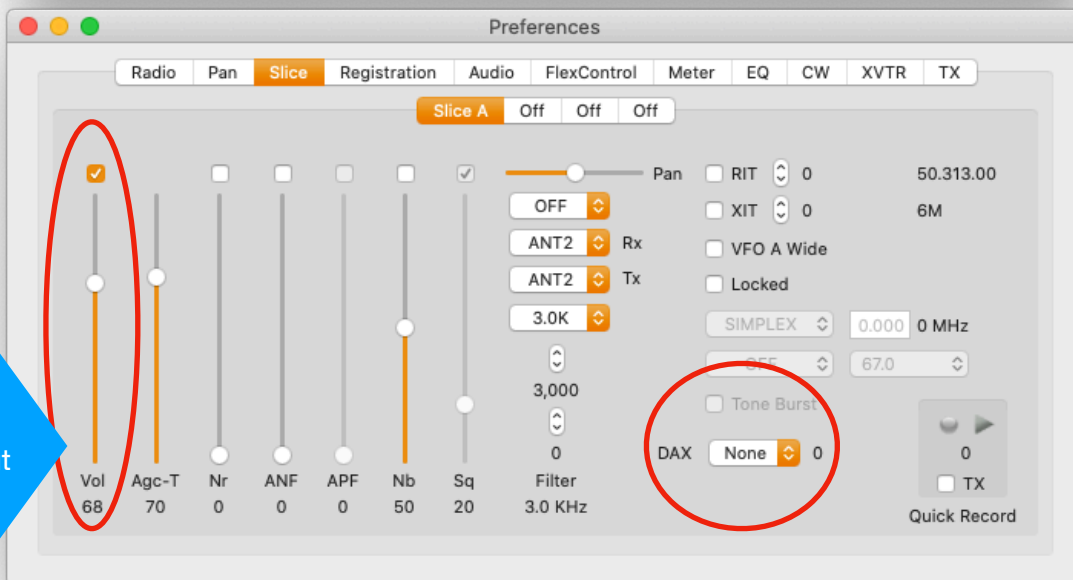 Preferences
Radio Pan Slice Registration Audio FlexControl Meter EQ CW XVTR TX
Slice A Off Off Off
Pan RIT 0 50.313.00
OFF XIT 0 6M
ANT2 Rx VFO A Wide
ANT2 Tx Locked
3.0K SIMPLEX 0.000 0 MHz
OFF 67.0
3,000 Tone Burst
0 DAX None 0 0
Vol Agc-T Nr ANF APF Nb Sq Filter TX
68 70 0 0 0 50 20 3.0 KHz Quick Record